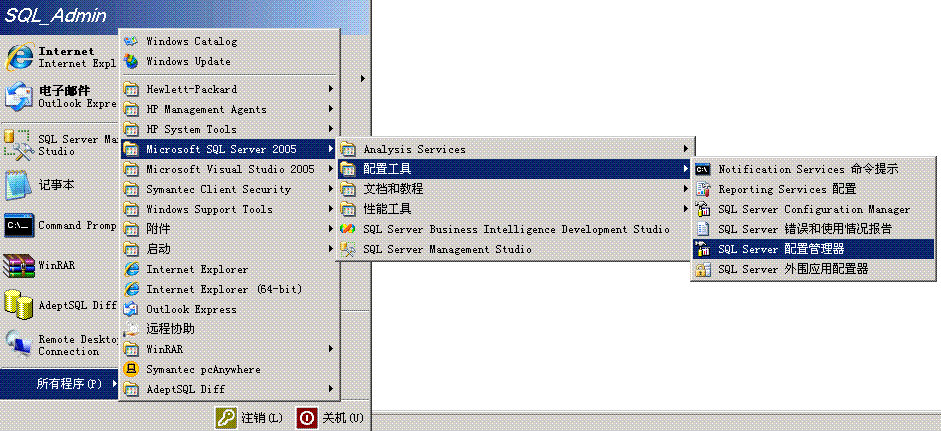 SQL_Admin
Internet
Internet Expl
电子邮件
Outlook Expre
SQL Server Ma
Studio
记事本
Command Promp
WinRAR
AdeptSQL Diff
Remote Deskto
Connection
所有程序(P)
Windows Catalog
Windows Update
Hewlett-Packard
HP Management Agents
HP System Tools
Microsoft SQL Server 2005
Microsoft Visual Studio 2005
Symantec Client Security
Windows Support Tools
附件
启动
Internet Explorer
Internet Explorer (64-bit)
Outlook Express
远程协助
WinRAR
Symantec pcAnywhere
AdeptSQL Diff
Analysis Services
配置工具
文档和教程
性能工具
SQL Server Business Intelligence Development Studio
SQL Server Management Studio
Notification Services 命令提示
Reporting Services 配置
SQL Server Configuration Manager
SQL Server 错误和使用情况报告
SQL Server 配置管理器
SQL Server 外围应用配置器
注销(L)
关机(U)